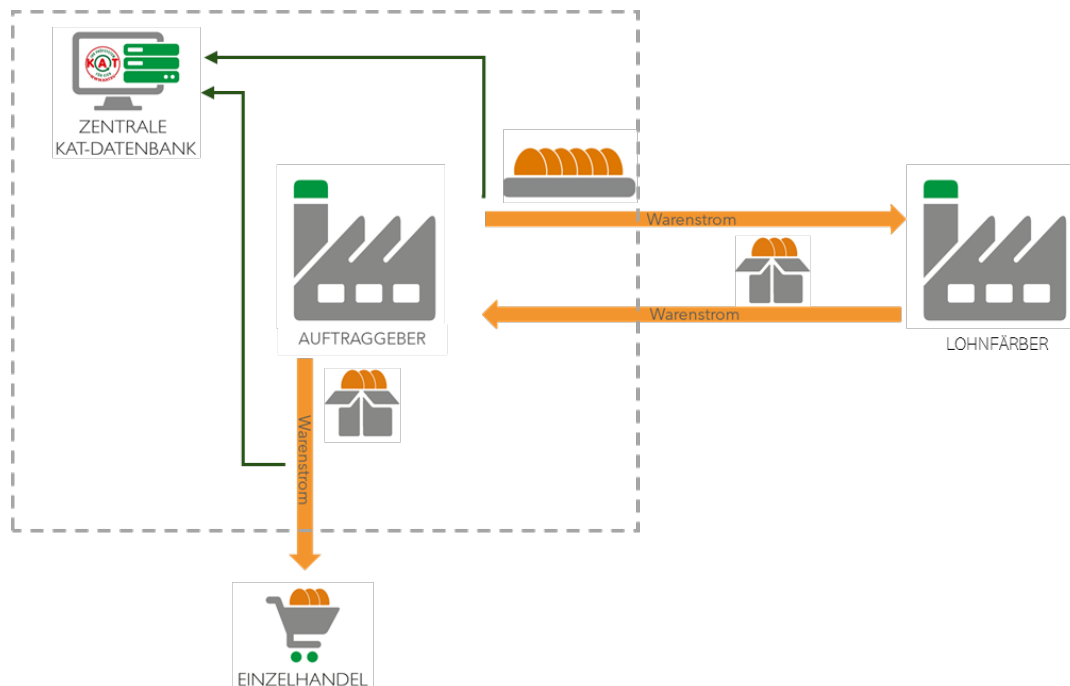 KAT
ZENTRALE
KAT-DATENBANK
Warenstrom
Warenstrom
AUFTRAGGEBER
LOHNFÄRBER
Warenstrom
EINZELHANDEL